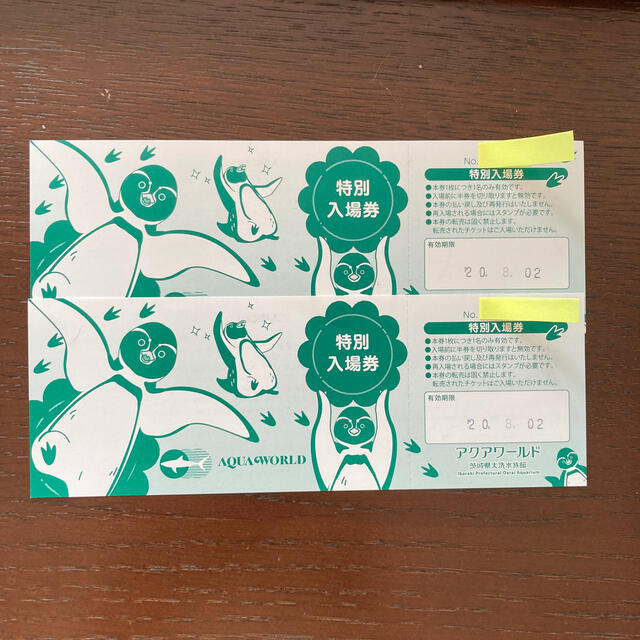 特別
入場券
No.
特別入場券
●本券1枚につき1名のみ有効です。
●入場前に半券を切り取りますと無効です。
●本券の払い戻し及び再発行はいたしません。
●再入場される場合にはスタンプが必要です。
●本券の転売は固く禁止します。
転売されたチケットはご入場いただけません。
有効期限
'20. 8. 02
特別
入場券
AQUA WORLD
No.
特別入場券
●本券1枚につき1名のみ有効です。
●入場前に半券を切り取りますと無効です。
●本券の払い戻し及び再発行はいたしません。
●再入場される場合にはスタンプが必要です。
●本券の転売は固く禁止します。
転売されたチケットはご入場いただけません。
有効期限
'20. 8. 02
アクアワールド
茨城県大洗水族館
Ibaraki Prefectural Oarai Aquarium